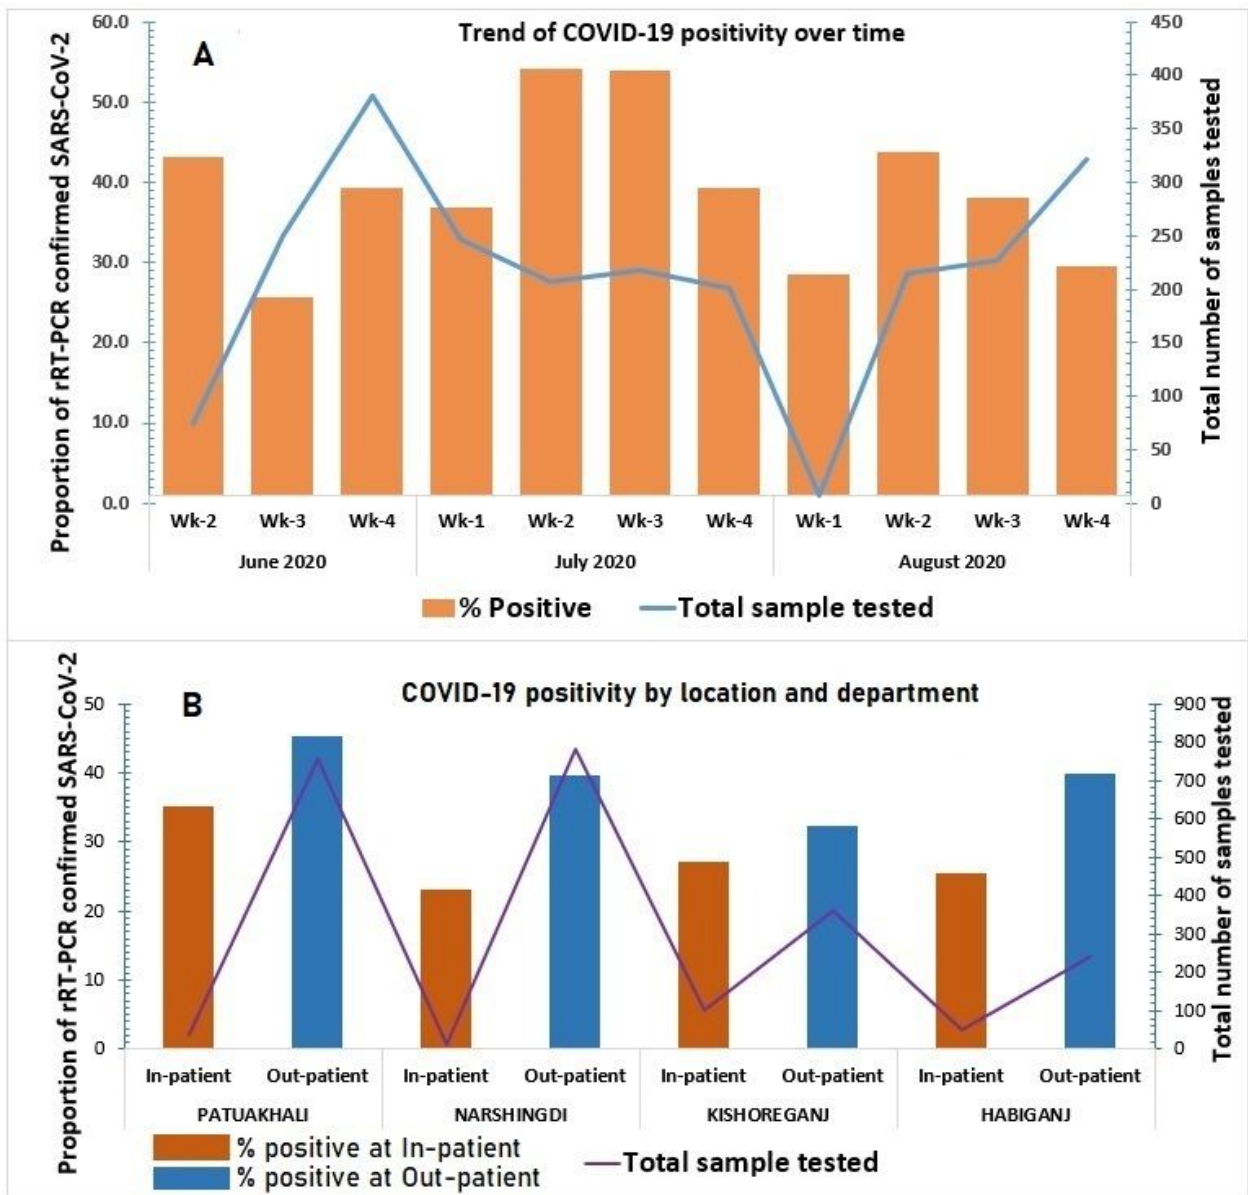 Trend of COVID-19 positivity over time
A
Proportion of rRT-PCR confirmed SARS-CoV-2
60.0
50.0
40.0
30.0
20.0
10.0
0.0
450
400
350
300
250
200
150
100
50
0
Total number of samples tested
Wk-2 Wk-3 Wk-4 Wk-1 Wk-2 Wk-3 Wk-4 Wk-1 Wk-2 Wk-3 Wk-4
June 2020 July 2020 August 2020
% Positive Total sample tested
COVID-19 positivity by location and department
B
Proportion of rRT-PCR confirmed SARS-CoV-2
50
40
30
20
10
0
900
800
700
600
500
400
300
200
100
0
Total number of samples tested
In-patient Out-patient In-patient Out-patient In-patient Out-patient In-patient Out-patient
PATUAKHALI NARSHINGDI KISHOREGANJ HABIGANJ
% positive at In-patient
% positive at Out-patient
Total sample tested